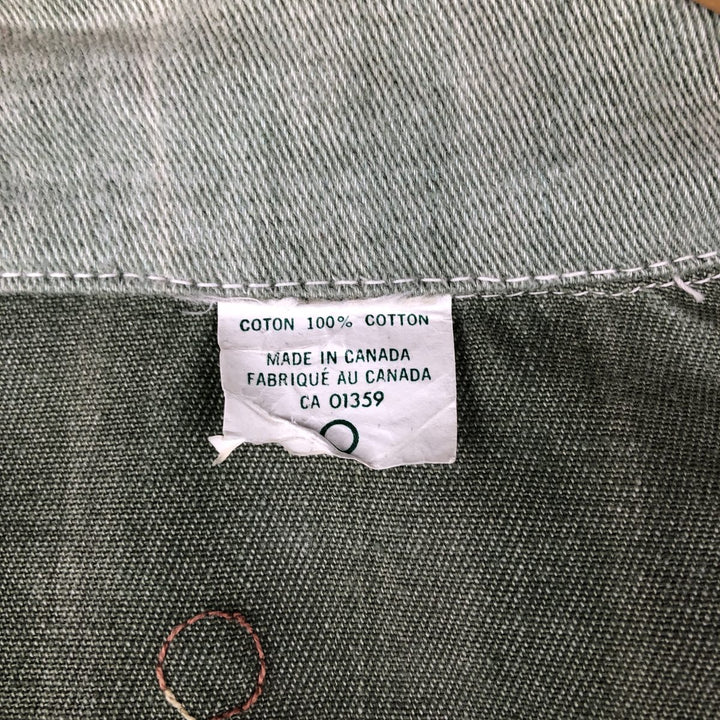 COTON 100% COTTON
MADE IN CANADA
FABRIQUÉ AU CANADA
CA 01359